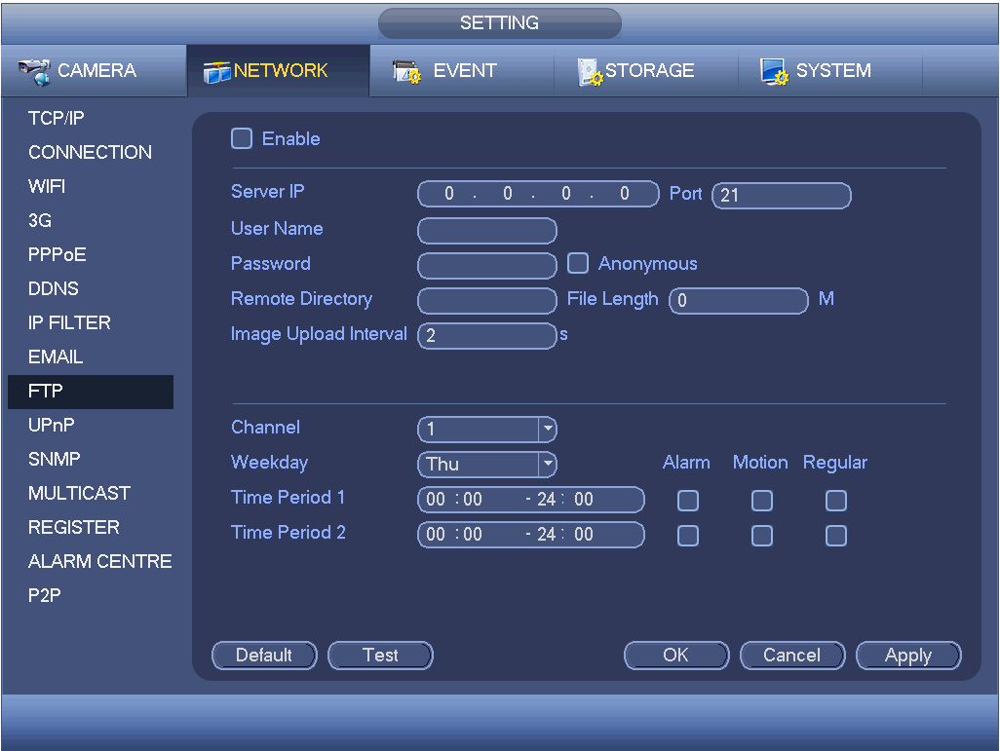 SETTING
CAMERA NETWORK EVENT STORAGE SYSTEM
TCP/IP
CONNECTION
WIFI
3G
PPPoE
DDNS
IP FILTER
EMAIL
FTP
UPnP
SNMP
MULTICAST
REGISTER
ALARM CENTRE
P2P
Enable
Server IP 0 . 0 . 0 . 0 Port 21
User Name
Password Anonymous
Remote Directory File Length 0 M
Image Upload Interval 2 s
Channel 1
Weekday Thu Alarm Motion Regular
Time Period 1 00 :00 - 24 : 00
Time Period 2 00 :00 - 24 : 00
Default Test OK Cancel Apply